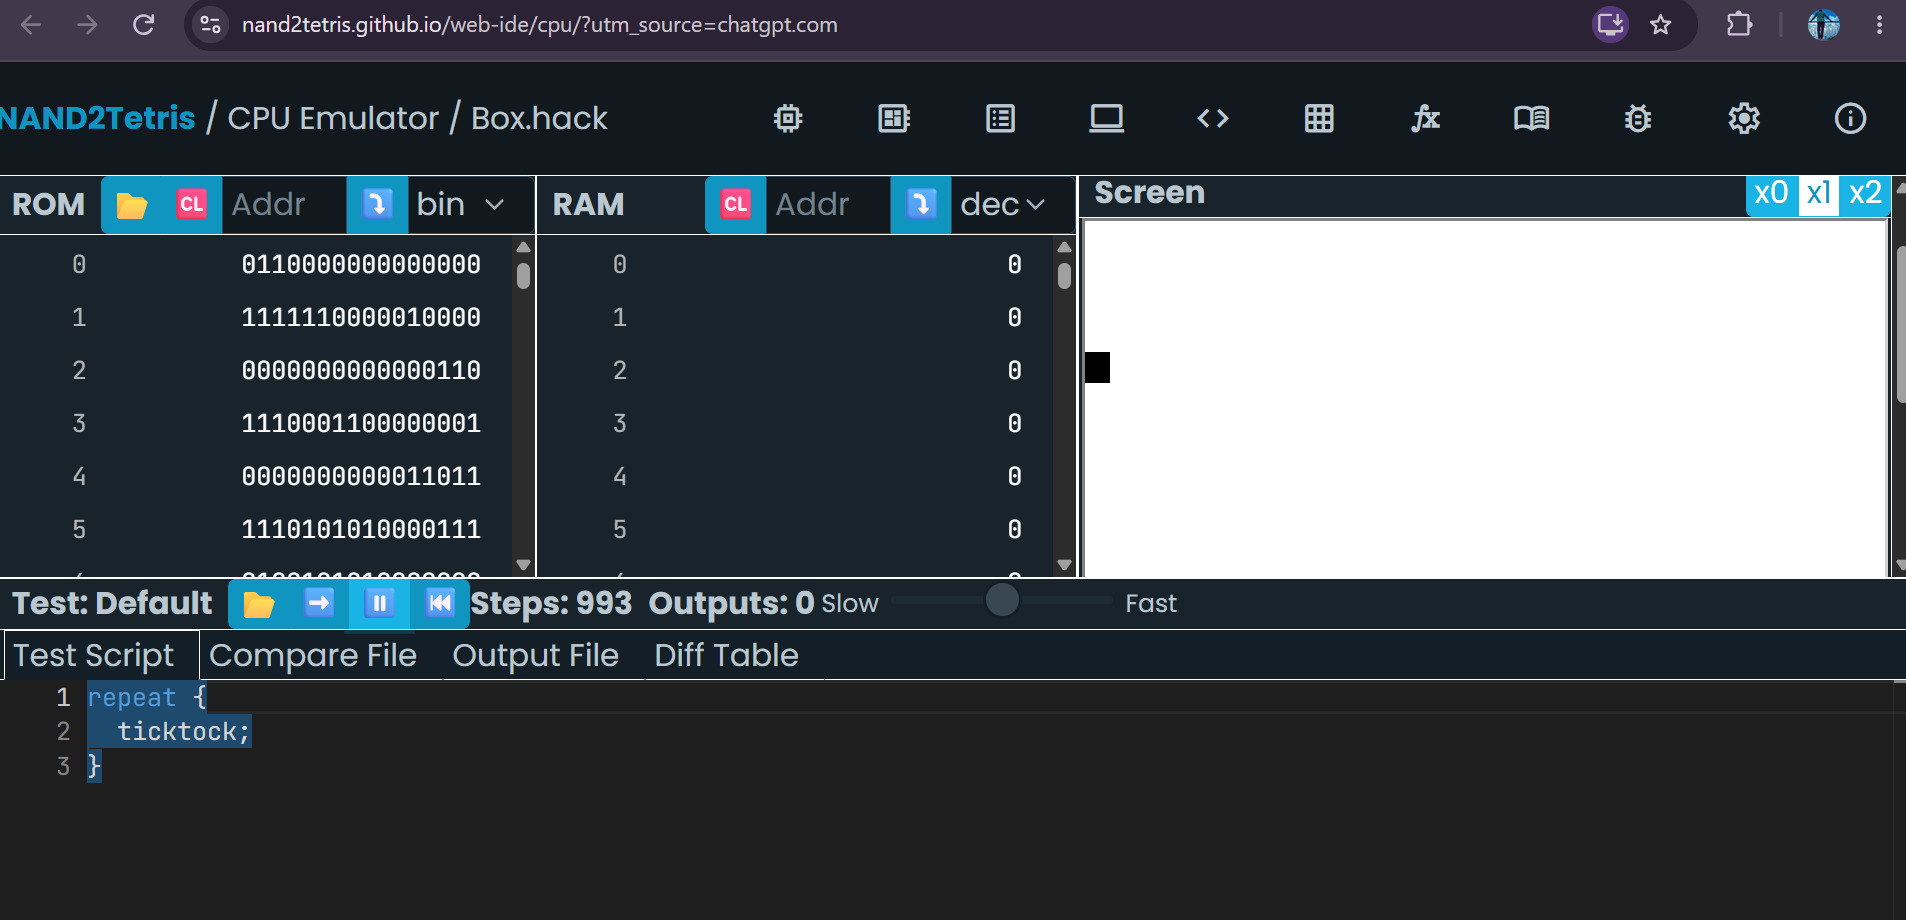 nand2tetris.github.io/web-ide/cpu/?utm_source=chatgpt.com
NAND2Tetris / CPU Emulator / Box.hack
ROM CL Addr bin
RAM CL Addr dec
Screen x0 x1 x2
0 0110000000000000 0 0
1 1111110000010000 1 0
2 0000000000000110 2 0
3 1110001100000001 3 0
4 0000000000011011 4 0
5 1110101010000111 5 0
Test: Default Steps: 993 Outputs: 0 Slow Fast
Test Script Compare File Output File Diff Table
1 repeat {
2 ticktock;
3 }